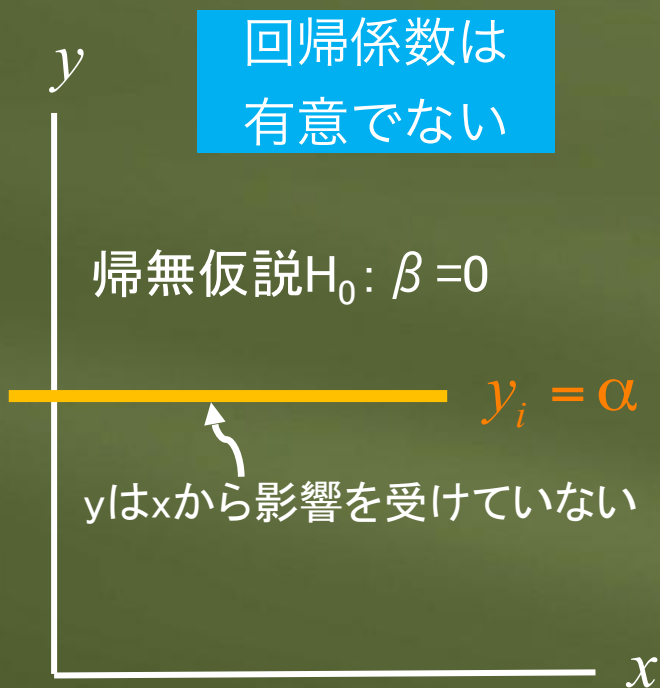 回帰係数は
有意でない
y
帰無仮説H₀: β=0
yᵢ = α
yはxから影響を受けていない
x